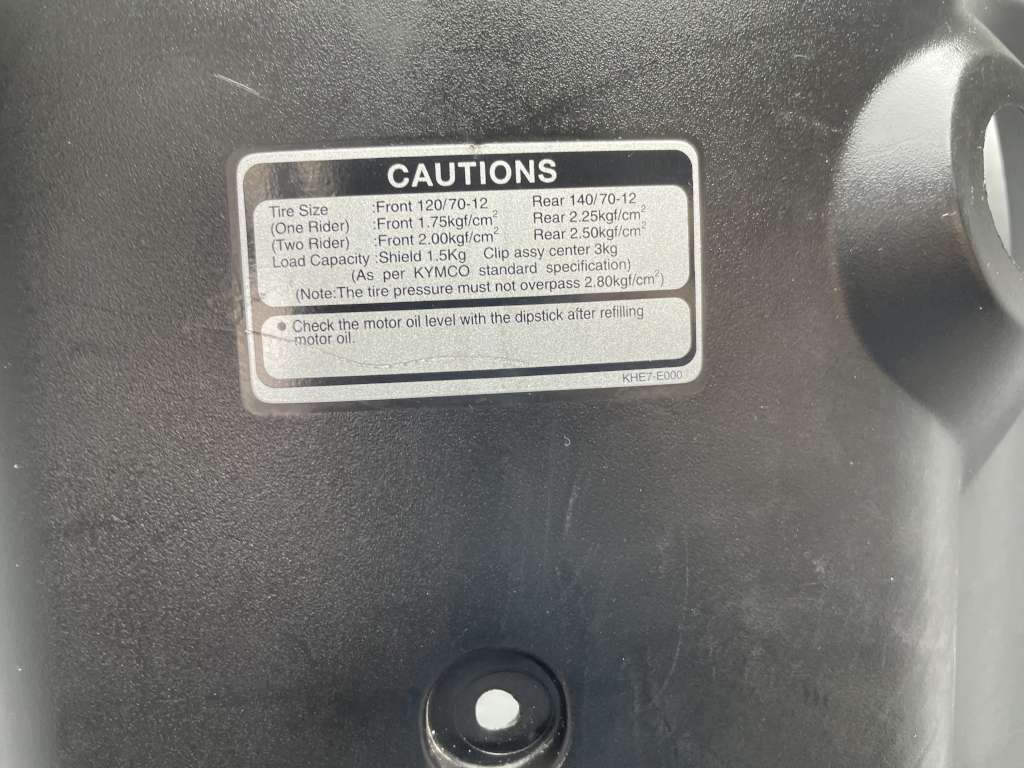 CAUTIONS
Tire Size :Front 120/70-12 Rear 140/70-12
(One Rider) :Front 1.75kgf/cm² Rear 2.25kgf/cm²
(Two Rider) :Front 2.00kgf/cm² Rear 2.50kgf/cm²
Load Capacity :Shield 1.5Kg Clip assy center 3kg
(As per KYMCO standard specification)
(Note:The tire pressure must not overpass 2.80kgf/cm²)
• Check the motor oil level with the dipstick after refilling
motor oil.
KHE7-E000